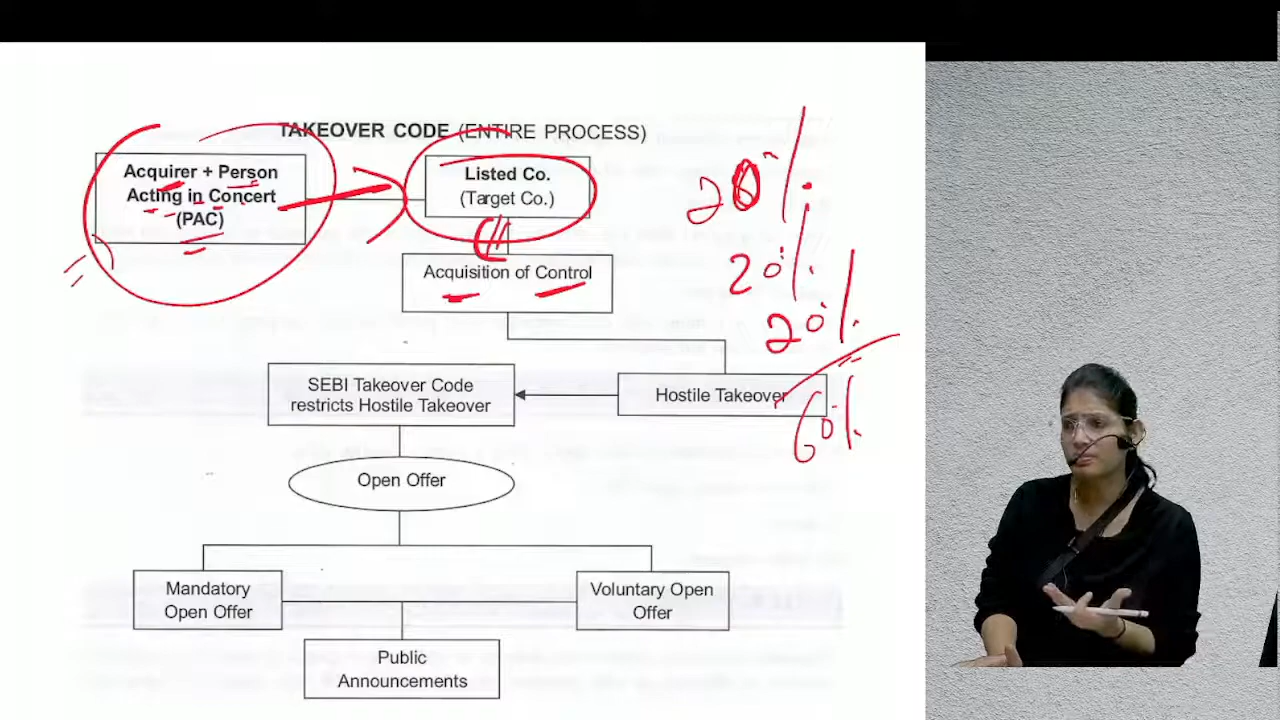 TAKEOVER CODE (ENTIRE PROCESS)
Acquirer + Person
Acting in Concert
(PAC)
Listed Co.
(Target Co.)
20%
Acquisition of Control
20%
20%
SEBI Takeover Code
restricts Hostile Takeover
Hostile Takeover
60%
Open Offer
Mandatory
Open Offer
Voluntary Open
Offer
Public
Announcements